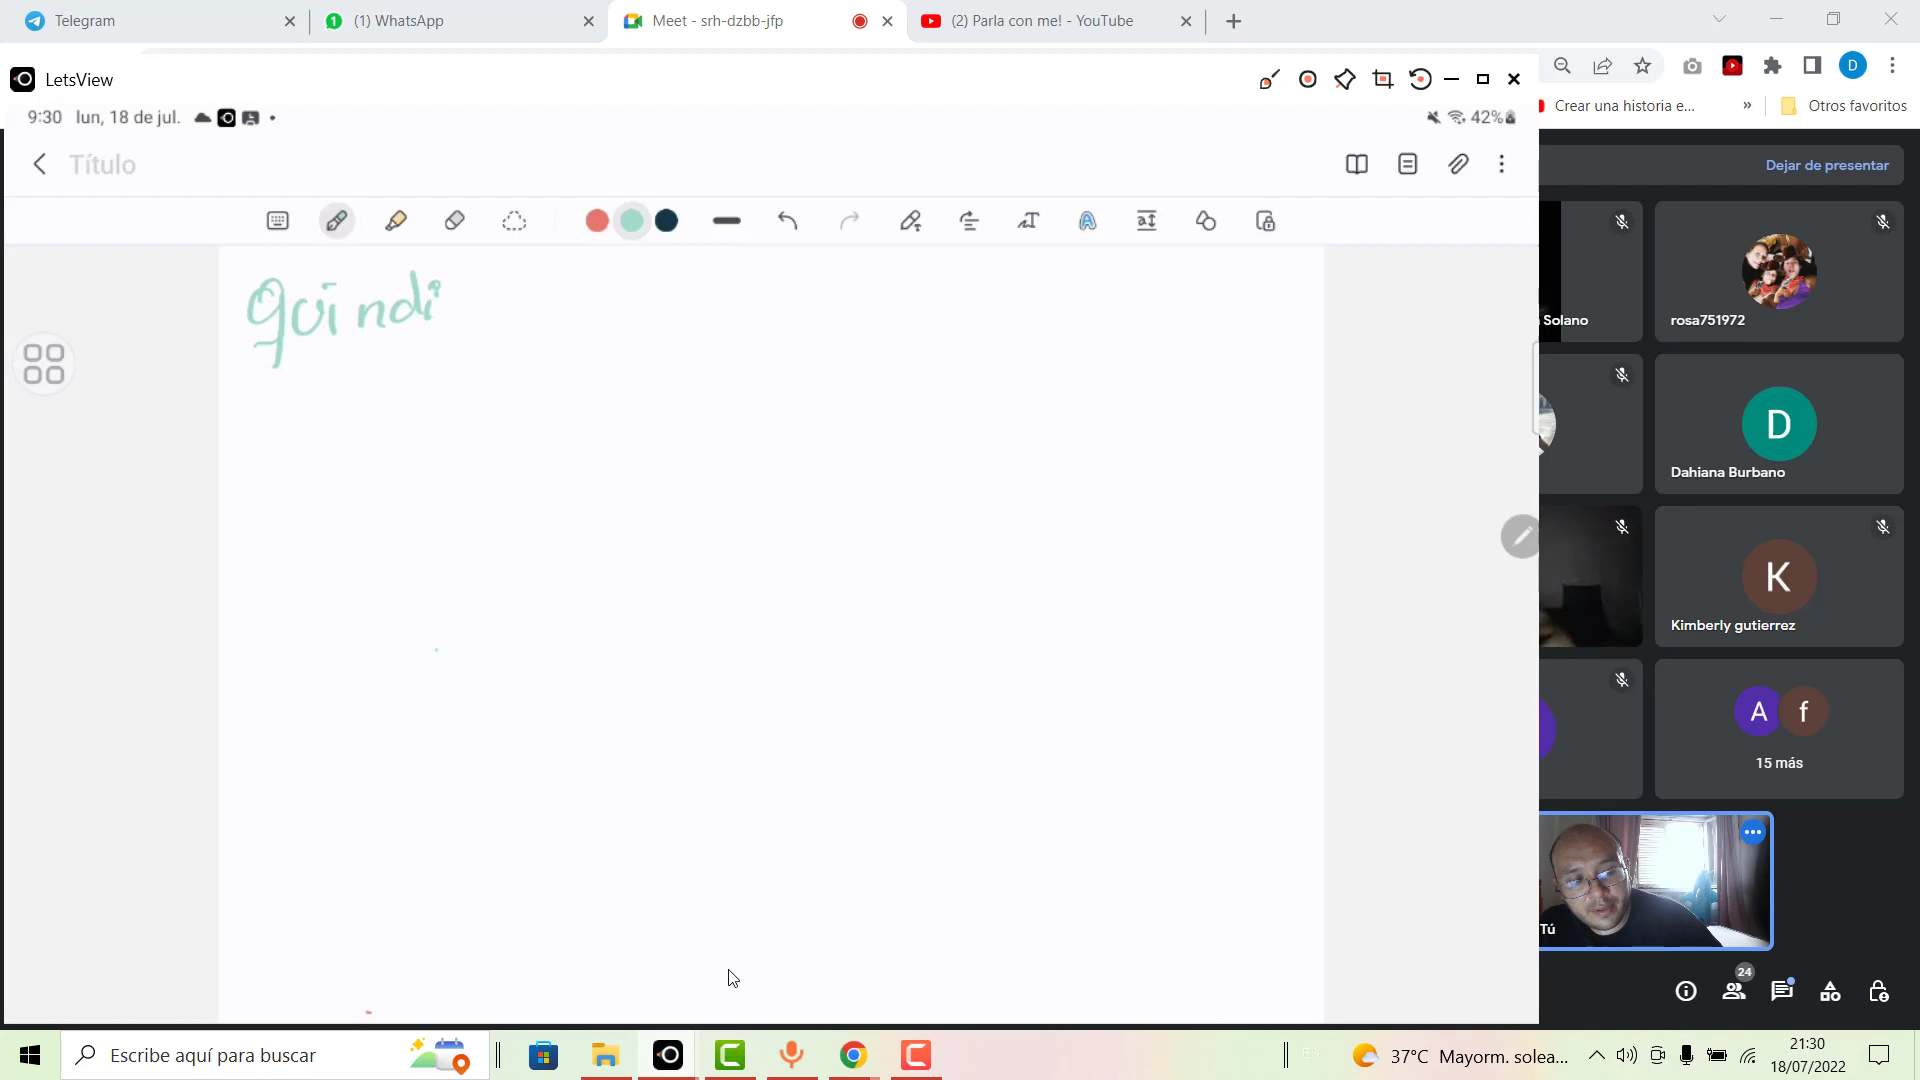 Telegram
(1) WhatsApp
Meet - srh-dzbb-jfp
(2) Parla con me! - YouTube
LetsView
D
Crear una historia e...
»
Otros favoritos
9:30 lun, 18 de jul.
42%
Título
Dejar de presentar
quindi
Solano
rosa751972
D
Dahiana Burbano
K
Kimberly gutierrez
A f
15 más
Tú
24
Escribe aquí para buscar
37°C Mayorm. solea...
21:30
18/07/2022